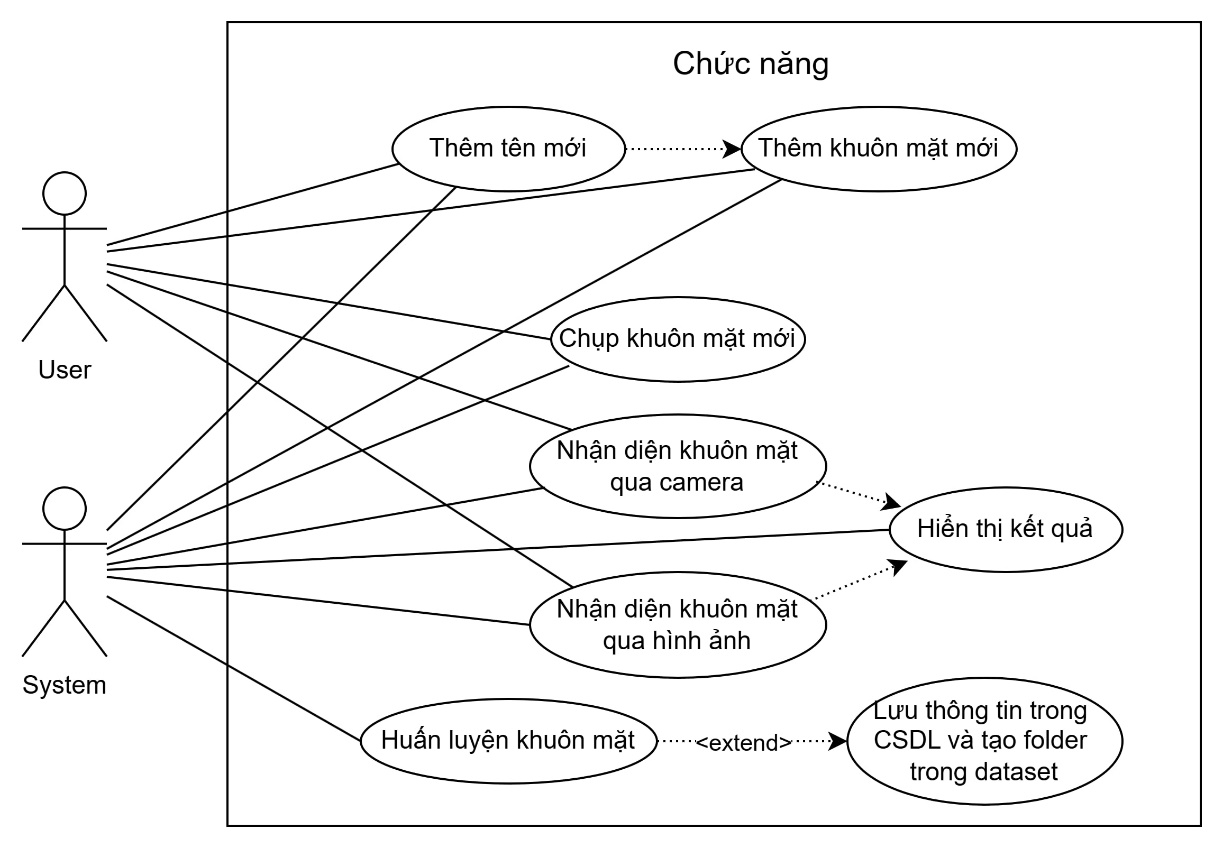 Chức năng
Thêm tên mới
Thêm khuôn mặt mới
User
Chụp khuôn mặt mới
Nhận diện khuôn mặt
qua camera
Hiển thị kết quả
Nhận diện khuôn mặt
qua hình ảnh
System
Huấn luyện khuôn mặt
<extend>
Lưu thông tin trong
CSDL và tạo folder
trong dataset